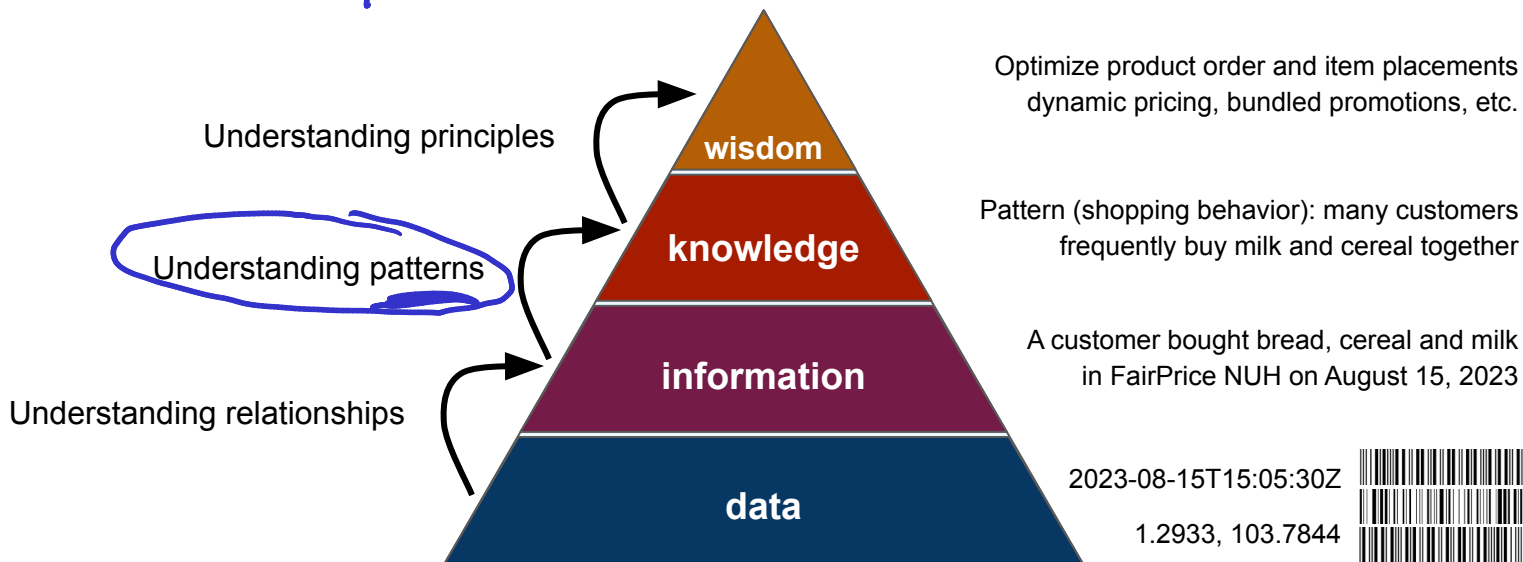 Optimize product order and item placements
dynamic pricing, bundled promotions, etc.
Understanding principles
wisdom
Pattern (shopping behavior): many customers
frequently buy milk and cereal together
knowledge
Understanding patterns
A customer bought bread, cereal and milk
in FairPrice NUH on August 15, 2023
information
Understanding relationships
2023-08-15T15:05:30Z
data
1.2933, 103.7844